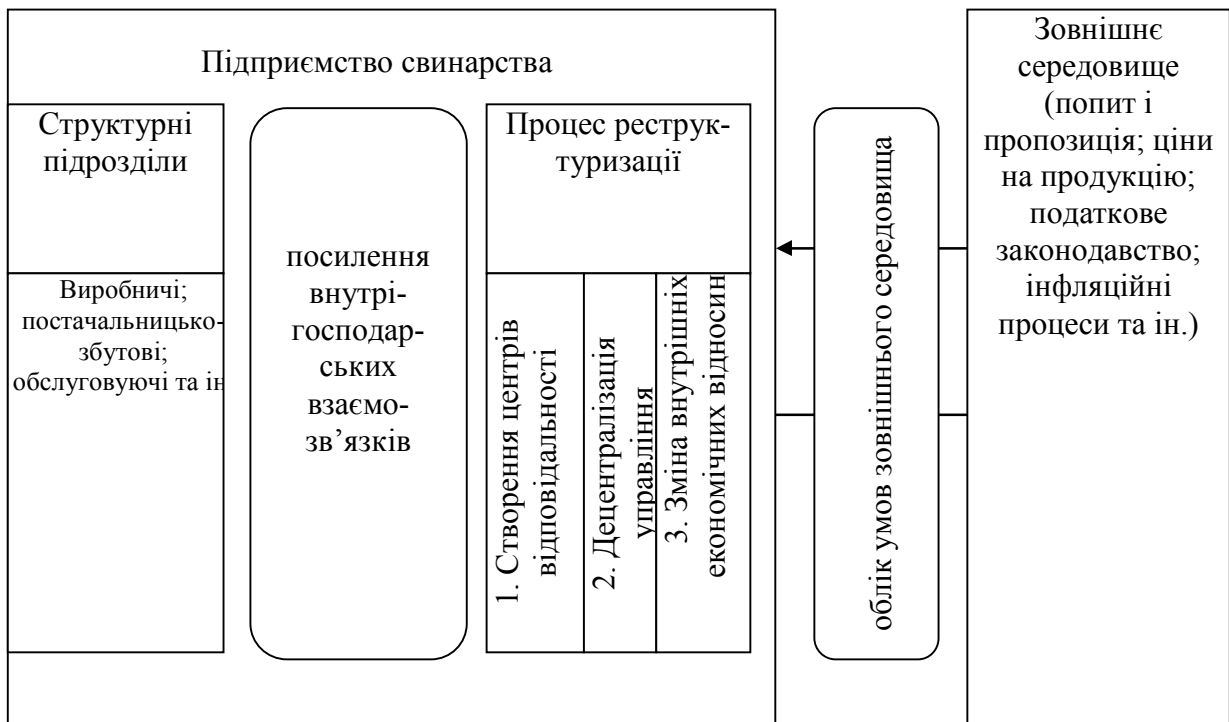 Підприємство свинарства
Структурні
підрозділи
Виробничі;
постачальницько-
збутові;
обслуговуючі та ін
посилення
внутрі-
господар-
ських
взаємо-
зв’язків
Процес реструк-
туризації
1. Створення центрів
відповідальності
2. Децентралізація
управління
3. Зміна внутрішніх
економічних відносин
облік умов зовнішнього середовища
Зовнішнє
середовище
(попит і
пропозиція; ціни
на продукцію;
податкове
законодавство;
інфляційні
процеси та ін.)